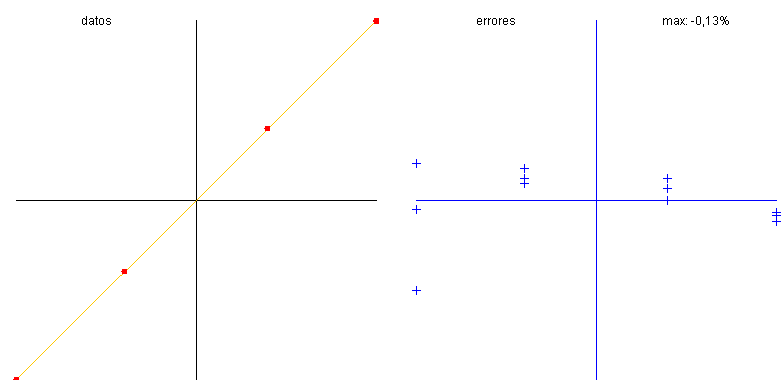 datos
errores
max: -0,13%